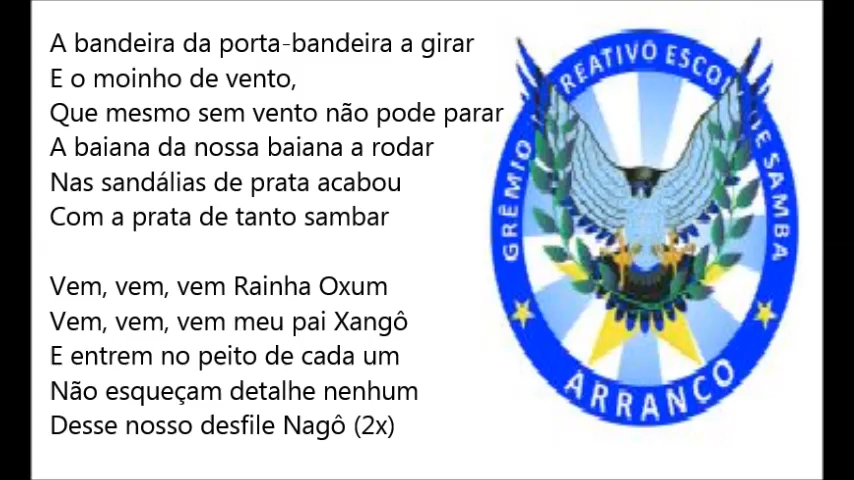 A bandeira da porta-bandeira a girar
E o moinho de vento,
Que mesmo sem vento não pode parar
A baiana da nossa baiana a rodar
Nas sandálias de prata acabou
Com a prata de tanto sambar
Vem, vem, vem Rainha Oxum
Vem, vem, vem meu pai Xangô
E entrem no peito de cada um
Não esqueçam detalhe nenhum
Desse nosso desfile Nagô (2x)
GRÊMIO REATIVO ESCOL DE SAMBA
ARRANCO